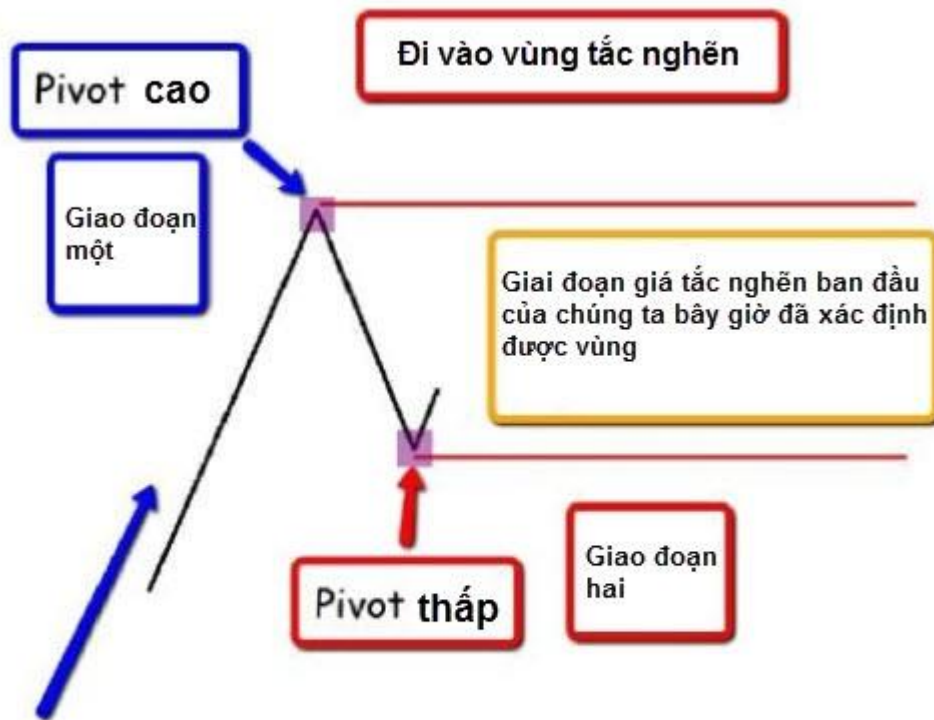 Đi vào vùng tắc nghẽn
Pivot cao
Giao đoạn
một
Giai đoạn giá tắc nghẽn ban đầu
của chúng ta bây giờ đã xác định
được vùng
Giao đoạn
hai
Pivot thấp